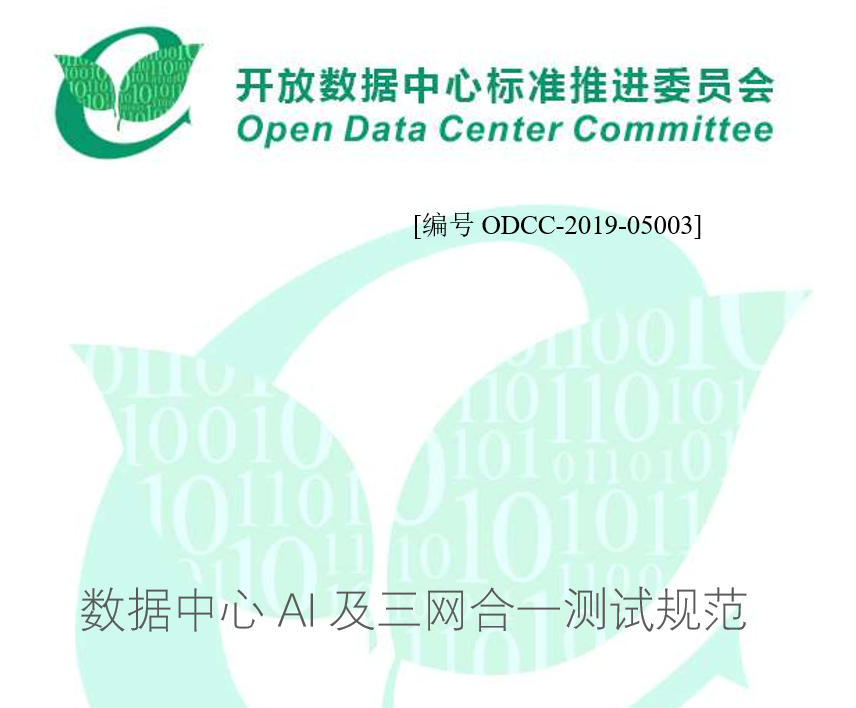 开放数据中心标准推进委员会
Open Data Center Committee
[编号 ODCC-2019-05003]
数据中心 AI 及三网合一测试规范